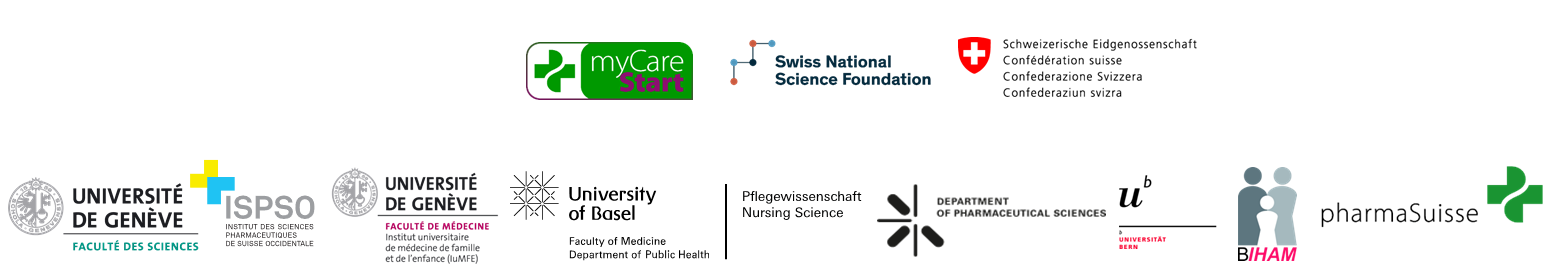 myCare
Start
Swiss National
Science Foundation
Schweizerische Eidgenossenschaft
Confédération suisse
Confederazione Svizzera
Confederaziun svizra
UNIVERSITÉ
DE GENÈVE
FACULTÉ DES SCIENCES
ISPSO
INSTITUT DES SCIENCES
PHARMACEUTIQUES
DE SUISSE OCCIDENTALE
UNIVERSITÉ
DE GENÈVE
FACULTÉ DE MÉDECINE
Institut universitaire
de médecine de famille
et de l'enfance (IuMFE)
University
of Basel
Faculty of Medicine
Department of Public Health
Pflegewissenschaft
Nursing Science
DEPARTMENT
OF PHARMACEUTICAL SCIENCES
u b
b
UNIVERSITÄT
BERN
BIHAM
pharmaSuisse